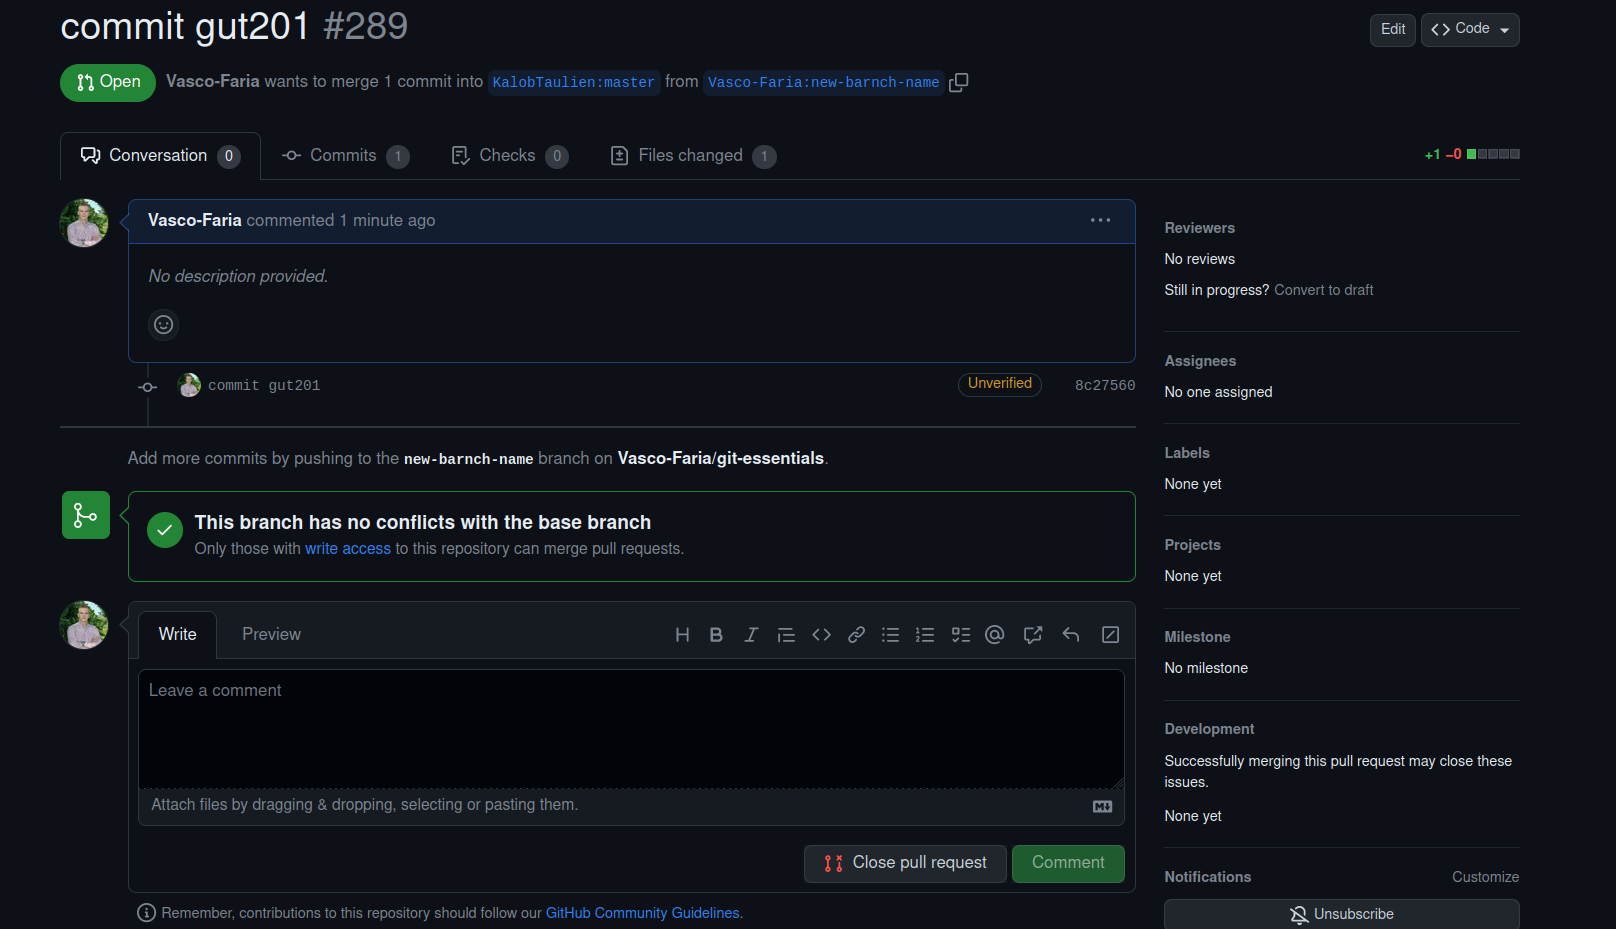 commit gut201 #289
Edit
Code
Open
Vasco-Faria wants to merge 1 commit into KalobTaulien:master from Vasco-Faria:new-barnch-name
Conversation 0
Commits 1
Checks 0
Files changed 1
+1 −0
Vasco-Faria commented 1 minute ago
No description provided.
commit gut201
Unverified
8c27560
Add more commits by pushing to the new-barnch-name branch on Vasco-Faria/git-essentials.
This branch has no conflicts with the base branch
Only those with write access to this repository can merge pull requests.
Write
Preview
Leave a comment
Attach files by dragging & dropping, selecting or pasting them.
Close pull request
Comment
Remember, contributions to this repository should follow our GitHub Community Guidelines.
Reviewers
No reviews
Still in progress? Convert to draft
Assignees
No one assigned
Labels
None yet
Projects
None yet
Milestone
No milestone
Development
Successfully merging this pull request may close these
issues.
None yet
Notifications
Customize
Unsubscribe